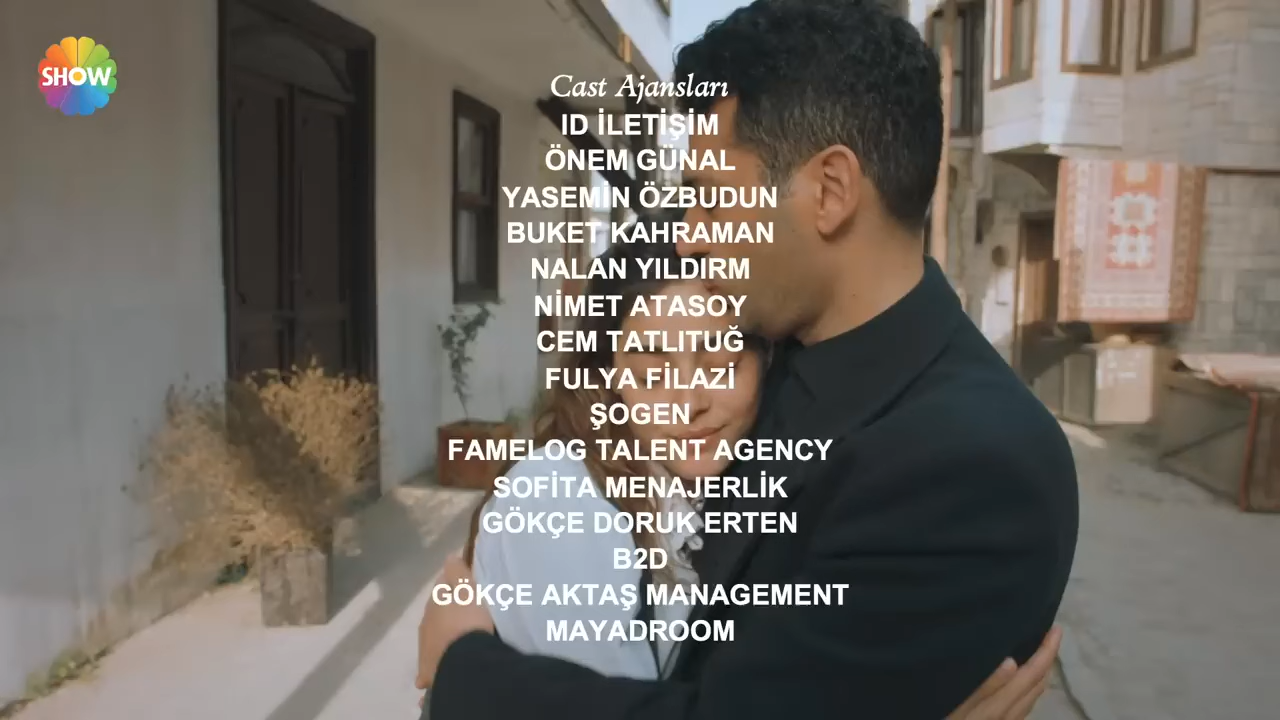 SHOW
Cast Ajansları
ID İLETİŞİM
ÖNEM GÜNAL
YASEMİN ÖZBUDUN
BUKET KAHRAMAN
NALAN YILDIRM
NİMET ATASOY
CEM TATLITUĞ
FULYA FİLAZİ
ŞOGEN
FAMELOG TALENT AGENCY
SOFİTA MENAJERLİK
GÖKÇE DORUK ERTEN
B2D
GÖKÇE AKTAŞ MANAGEMENT
MAYADROOM